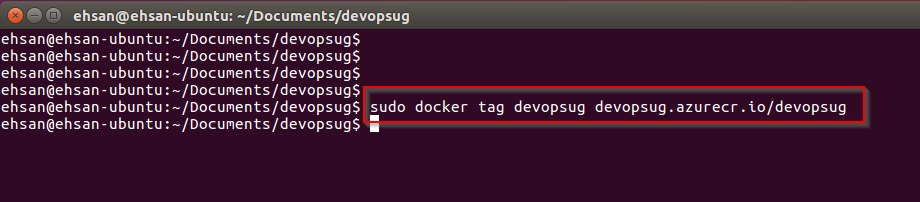 ehsan@ehsan-ubuntu: ~/Documents/devopsug
ehsan@ehsan-ubuntu:~/Documents/devopsug$
ehsan@ehsan-ubuntu:~/Documents/devopsug$
ehsan@ehsan-ubuntu:~/Documents/devopsug$
ehsan@ehsan-ubuntu:~/Documents/devopsug$
ehsan@ehsan-ubuntu:~/Documents/devopsug$ sudo docker tag devopsug devopsug.azurecr.io/devopsug
ehsan@ehsan-ubuntu:~/Documents/devopsug$